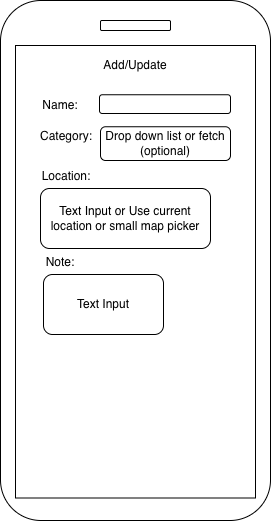 Add/Update
Name:
Category:
Drop down list or fetch
(optional)
Location:
Text Input or Use current
location or small map picker
Note:
Text Input